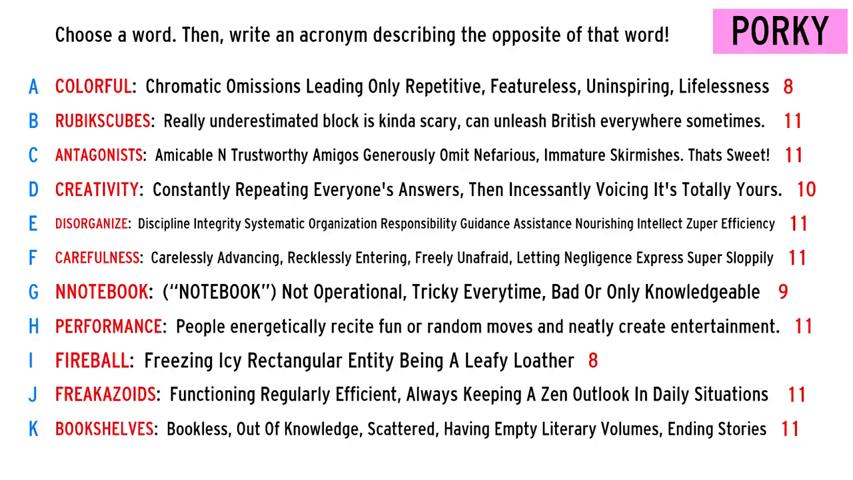 Choose a word. Then, write an acronym describing the opposite of that word!
PORKY
A COLORFUL: Chromatic Omissions Leading Only Repetitive, Featureless, Uninspiring, Lifelessness 8
B RUBIKSCUBES: Really underestimated block is kinda scary, can unleash British everywhere sometimes. 11
C ANTAGONISTS: Amicable N Trustworthy Amigos Generously Omit Nefarious, Immature Skirmishes. Thats Sweet! 11
D CREATIVITY: Constantly Repeating Everyone's Answers, Then Incessantly Voicing It's Totally Yours. 10
E DISORGANIZE: Discipline Integrity Systematic Organization Responsibility Guidance Assistance Nourishing Intellect Zuper Efficiency 11
F CAREFULNESS: Carelessly Advancing, Recklessly Entering, Freely Unafraid, Letting Negligence Express Super Sloppily 11
G NNOTEBOOK: (“NOTEBOOK”) Not Operational, Tricky Everytime, Bad Or Only Knowledgeable 9
H PERFORMANCE: People energetically recite fun or random moves and neatly create entertainment. 11
I FIREBALL: Freezing Icy Rectangular Entity Being A Leafy Loather 8
J FREAKAZOIDS: Functioning Regularly Efficient, Always Keeping A Zen Outlook In Daily Situations 11
K BOOKSHELVES: Bookless, Out Of Knowledge, Scattered, Having Empty Literary Volumes, Ending Stories 11